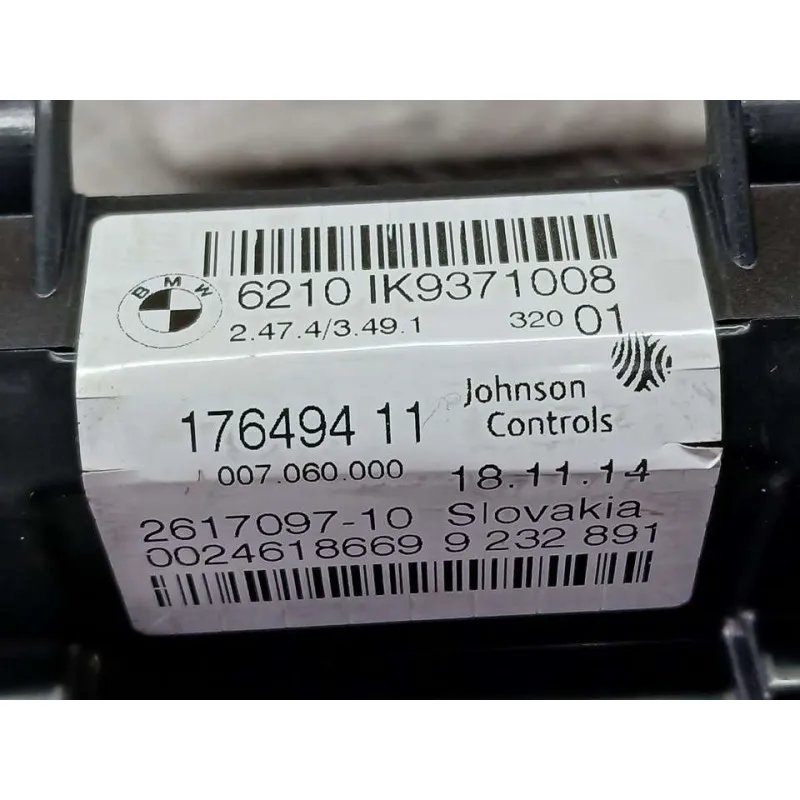 BMW
6210 IK9371008
2.47.4/3.49.1 320 01
Johnson
Controls
176494 11
007.060.000 18.11.14
2617097-10 Slovakia
0024618669 9 232 891